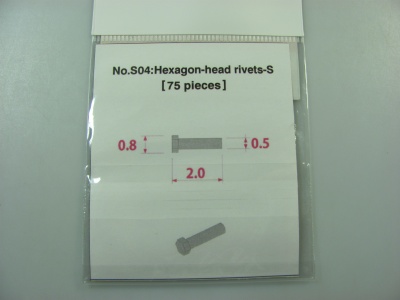 No.S04:Hexagon-head rivets-S
[75 pieces]
0.8
0.5
2.0